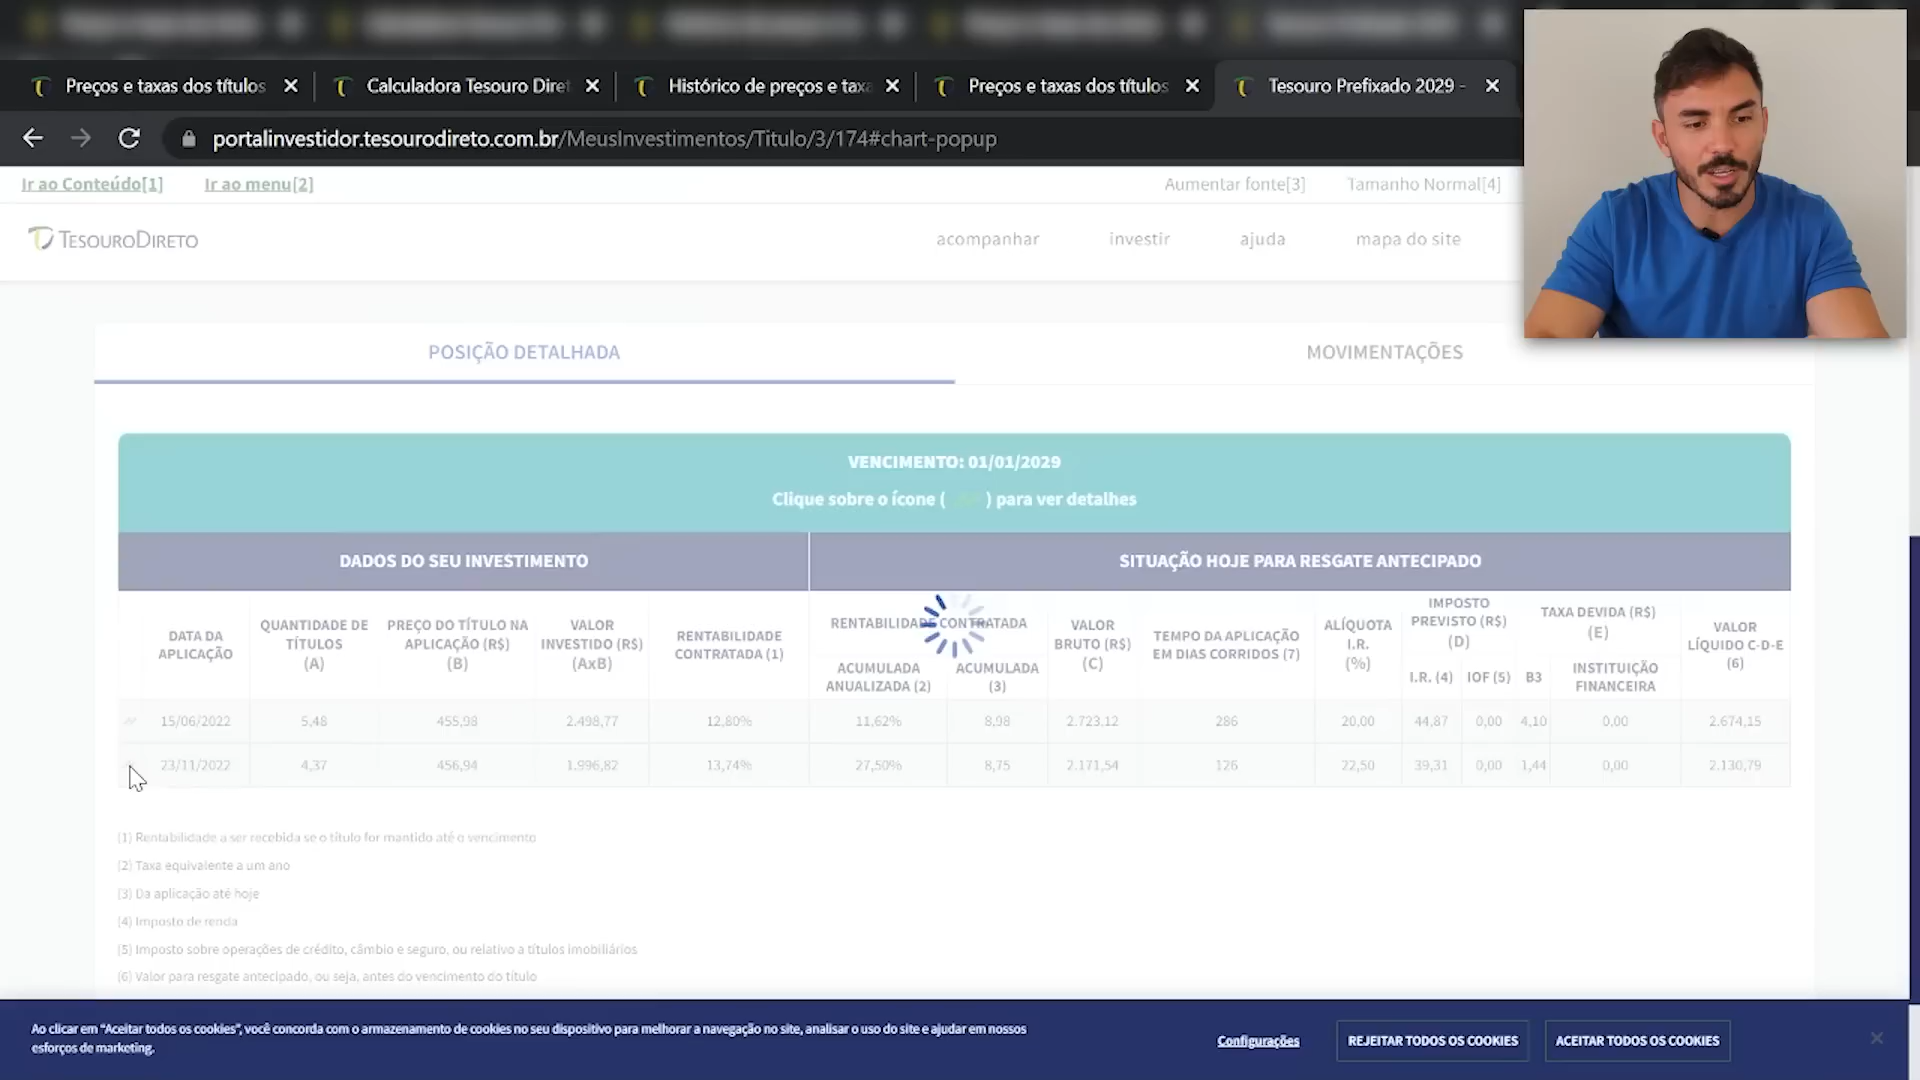 Preços e taxas dos títulos
Calculadora Tesouro Diret
Histórico de preços e taxa
Preços e taxas dos títulos
Tesouro Prefixado 2029 -
portalinvestidor.tesourodireto.com.br/MeusInvestimentos/Titulo/3/174#chart-popup
Ir ao Conteúdo[1]
Ir ao menu[2]
Aumentar fonte[3]
Tamanho Normal[4]
TESOURODIRETO
acompanhar
investir
ajuda
mapa do site
POSIÇÃO DETALHADA
MOVIMENTAÇÕES
VENCIMENTO: 01/01/2029
Clique sobre o ícone ( ) para ver detalhes
DADOS DO SEU INVESTIMENTO
SITUAÇÃO HOJE PARA RESGATE ANTECIPADO
DATA DA
APLICAÇÃO
QUANTIDADE DE
TÍTULOS
(A)
PREÇO DO TÍTULO NA
APLICAÇÃO (R$)
(B)
VALOR
INVESTIDO (R$)
(AxB)
RENTABILIDADE
CONTRATADA (1)
RENTABILIDADE CONTRATADA
ACUMULADA
ANUALIZADA (2)
ACUMULADA
(3)
VALOR
BRUTO (R$)
(C)
TEMPO DA APLICAÇÃO
EM DIAS CORRIDOS (7)
ALÍQUOTA
I.R.
(%)
IMPOSTO
PREVISTO (R$)
(D)
I.R. (4)
IOF (5)
TAXA DEVIDA (R$)
(E)
B3
INSTITUIÇÃO
FINANCEIRA
VALOR
LÍQUIDO C-D-E
(6)
15/06/2022 5,48 455,98 2.498,77 12,80% 11,62% 8,98 2.723,12 286 20,00 44,87 0,00 4,10 0,00 2.674,15
23/11/2022 4,37 456,94 1.996,82 13,74% 27,50% 8,75 2.171,54 126 22,50 39,31 0,00 1,44 0,00 2.130,79
(1) Rentabilidade a ser recebida se o título for mantido até o vencimento
(2) Taxa equivalente a um ano
(3) Da aplicação até hoje
(4) Imposto de renda
(5) Imposto sobre operações de crédito, câmbio e seguro, ou relativo a títulos imobiliários
(6) Valor para resgate antecipado, ou seja, antes do vencimento do título
Ao clicar em "Aceitar todos os cookies", você concorda com o armazenamento de cookies no seu dispositivo para melhorar a navegação no site, analisar o uso do site e ajudar em nossos
esforços de marketing.
Configurações
REJEITAR TODOS OS COOKIES
ACEITAR TODOS OS COOKIES